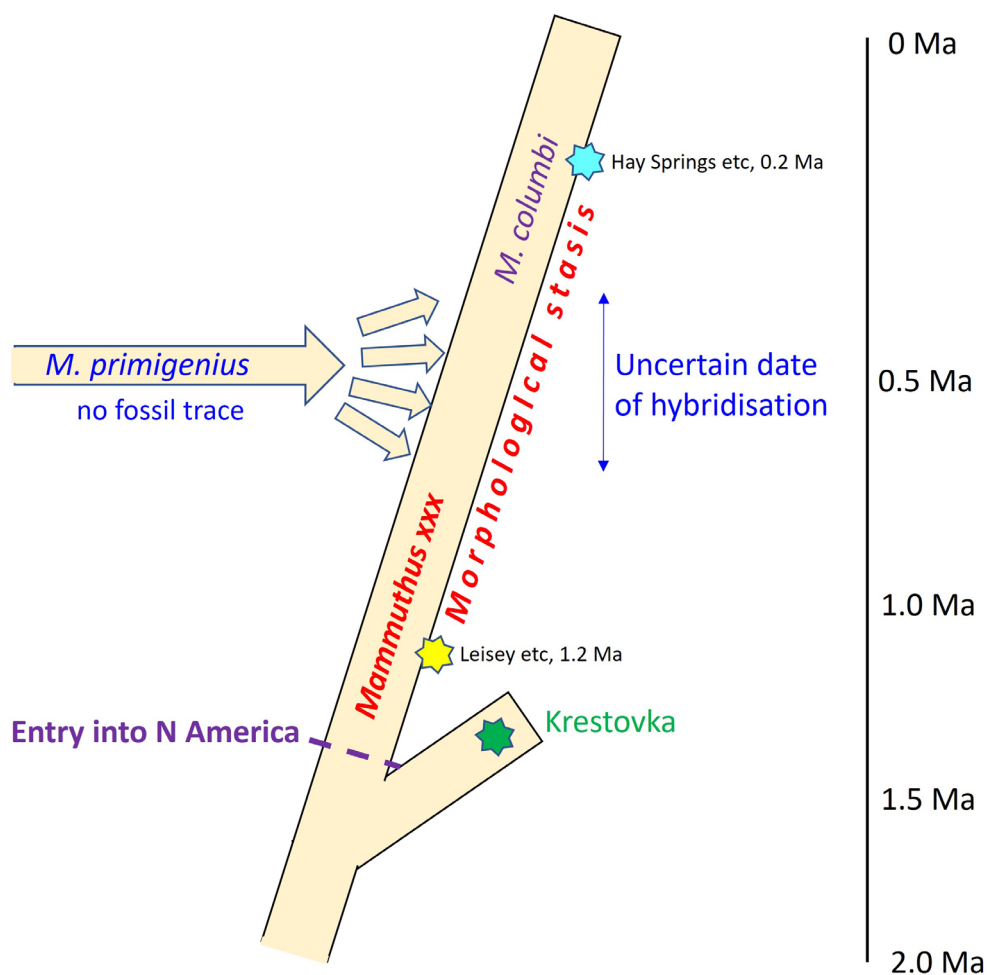 0 Ma
M. columbi
Hay Springs etc, 0.2 Ma
Morphological stasis
M. primigenius
no fossil trace
Uncertain date
of hybridisation
0.5 Ma
Mammuthus xxx
1.0 Ma
Leisey etc, 1.2 Ma
Entry into N America
Krestovka
1.5 Ma
2.0 Ma